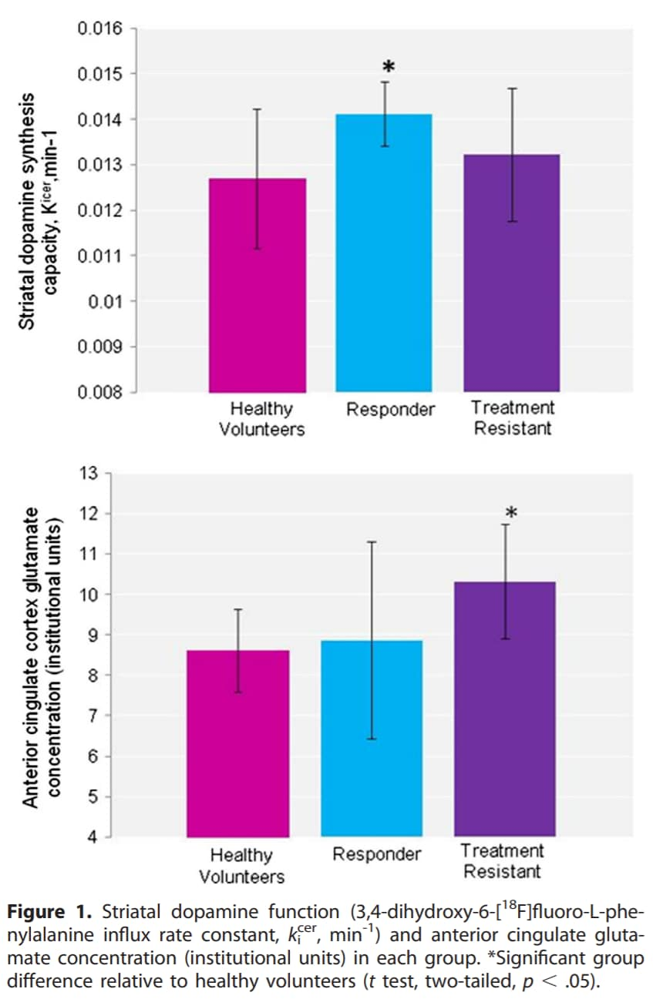 0.016
0.015
0.014
0.013
0.012
0.011
0.01
0.009
0.008
Striatal dopamine synthesis
capacity, Kicer,min-1
*
Healthy
Volunteers
Responder
Treatment
Resistant
13
12
11
10
9
8
7
6
5
4
Anterior cingulate cortex glutamate
concentration (institutional units)
*
Healthy
Volunteers
Responder
Treatment
Resistant
Figure 1. Striatal dopamine function (3,4-dihydroxy-6-[18F]fluoro-L-phe-
nylalanine influx rate constant, kicer, min-1) and anterior cingulate gluta-
mate concentration (institutional units) in each group. *Significant group
difference relative to healthy volunteers (t test, two-tailed, p < .05).